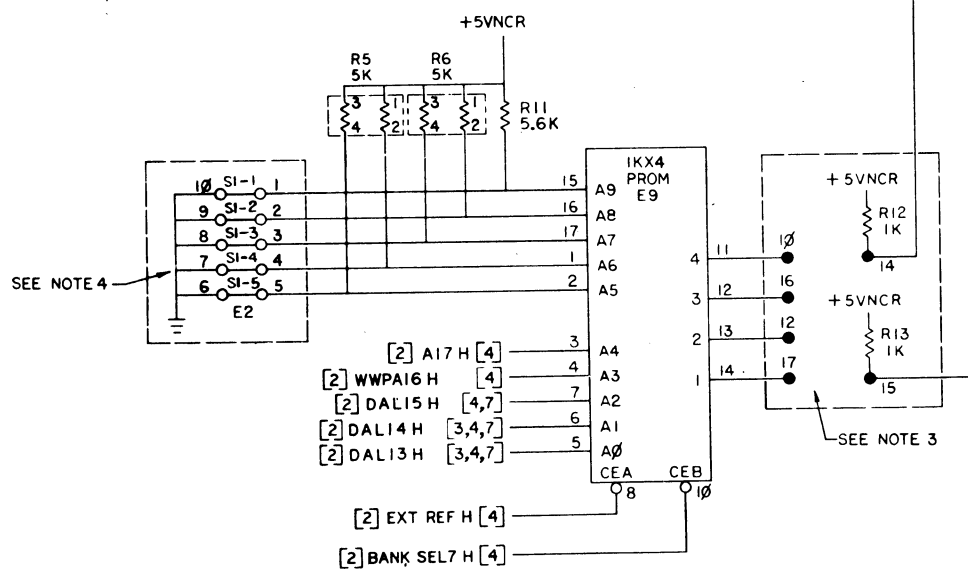 +5VNCR
R5
5K
R6
5K
3 1 3 1
4 2 4 2
R11
5.6K
1KX4
PROM
E9
1Ø S1-1 1
9 S1-2 2
8 S1-3 3
7 S1-4 4
6 S1-5 5
E2
SEE NOTE 4
15 A9
16 A8
17 A7
1 A6
2 A5
3 A4
4 A3
7 A2
6 A1
5 AØ
[2] A17 H [4]
[2] WWPA16 H [4]
[2] DAL15 H [4,7]
[2] DAL14 H [3,4,7]
[2] DAL13 H [3,4,7]
CEA CEB
8 1Ø
[2] EXT REF H [4]
[2] BANK SEL7 H [4]
4 11 1Ø
3 12 16
2 13 12
1 14 17
+5VNCR
R12
1K
14
+5VNCR
R13
1K
15
SEE NOTE 3